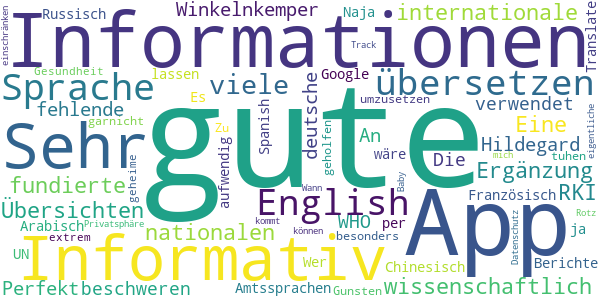 einschränken
Russisch
Winkelnkemper
Naja
internationale
Translate
Informationen
Track
Gesundheit
lassen
Google
Sprache
viele
übersetzen
Es
umzusetzen
fehlende
gute
deutsche
verwendet
garnicht
Spanish
geholfen
Eine
eigentliche
Sehr
Zu
An
Hildegard
wäre
Die
tuhen
mich
fundierte
geheime
aufwendig
Ergänzung
English
Wann
Baby
Französisch
RKI
Übersichten
App
Arabisch
Privatsphäre
nationalen
WHO
per
kommt
können
Datenschutz
Rotz
ja
extrem
besonders
UN
Informativ
Wer
Chinesisch
Berichte
Perfekt
beschweren
Amtssprachen
Gunsten
wissenschaftlich